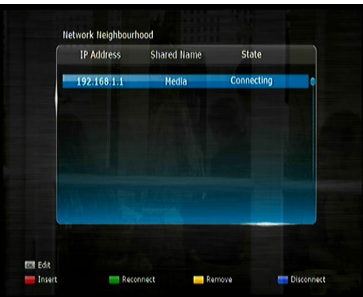 Network Neighbourhood
IP Address Shared Name State
192.168.1.1 Media Connecting
OK Edit
Insert Reconnect Remove Disconnect